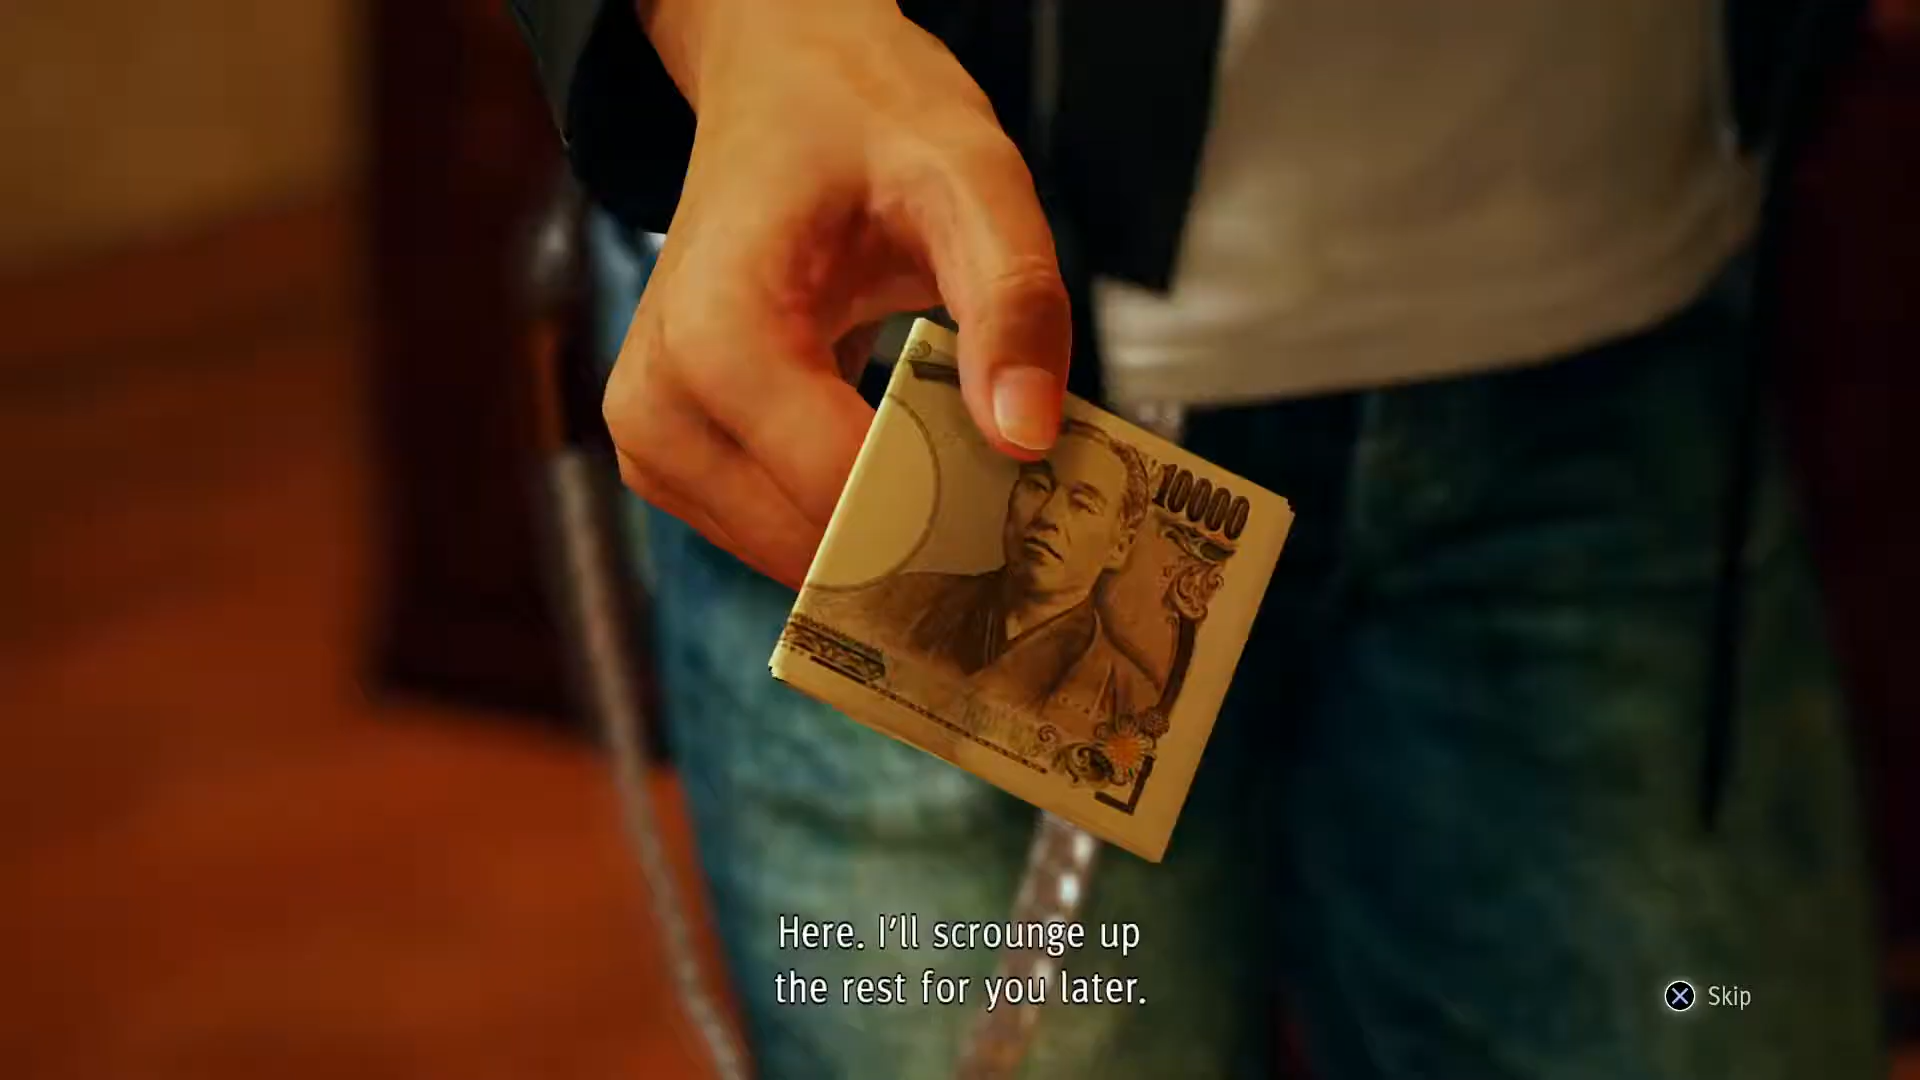 10000
Here. I'll scrounge up
the rest for you later.
Skip